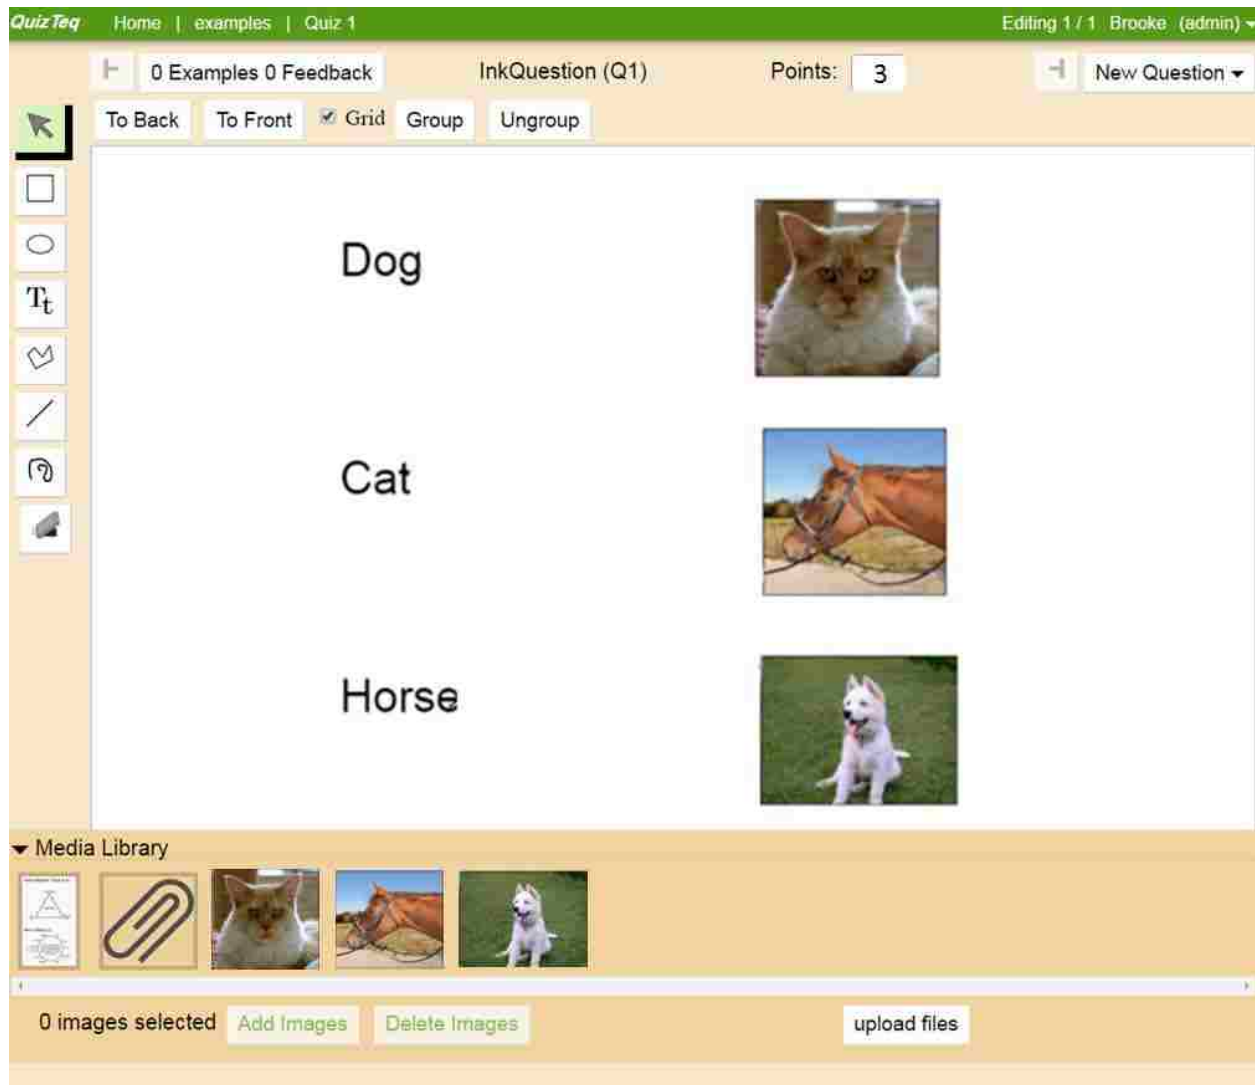 QuizTeq Home | examples | Quiz 1 Editing 1 / 1 Brooke (admin)
0 Examples 0 Feedback InkQuestion (Q1) Points: 3 New Question
To Back To Front Grid Group Ungroup
Tt
Dog
Cat
Horse
Media Library
0 images selected Add Images Delete Images upload files